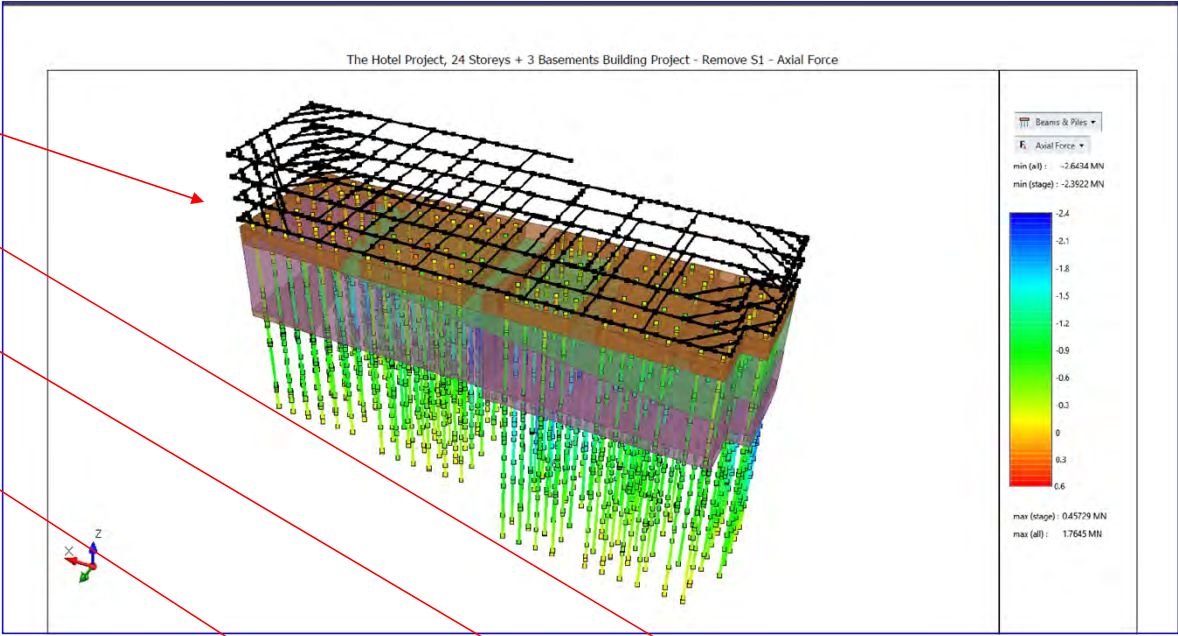 The Hotel Project, 24 Storeys + 3 Basements Building Project - Remove S1 - Axial Force
Beams & Piles
Axial Force
min (all) : -2.6434 MN
min (stage) : -2.3922 MN
-2.4
-2.1
-1.8
-1.5
-1.2
-0.9
-0.6
-0.3
0
0.3
0.6
max (stage) : 0.45729 MN
max (all) : 1.7645 MN
Z
X